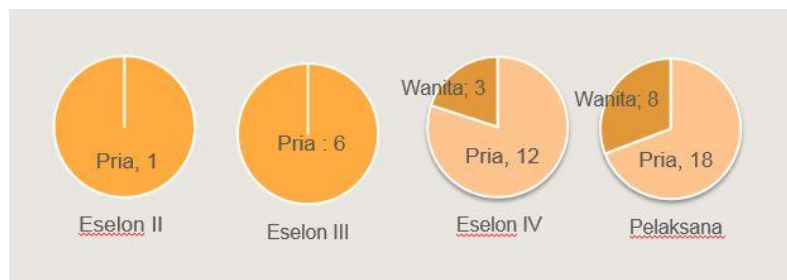 Pria, 1
Eselon II
Pria : 6
Eselon III
Wanita; 3
Pria, 12
Eselon IV
Wanita; 8
Pria, 18
Pelaksana